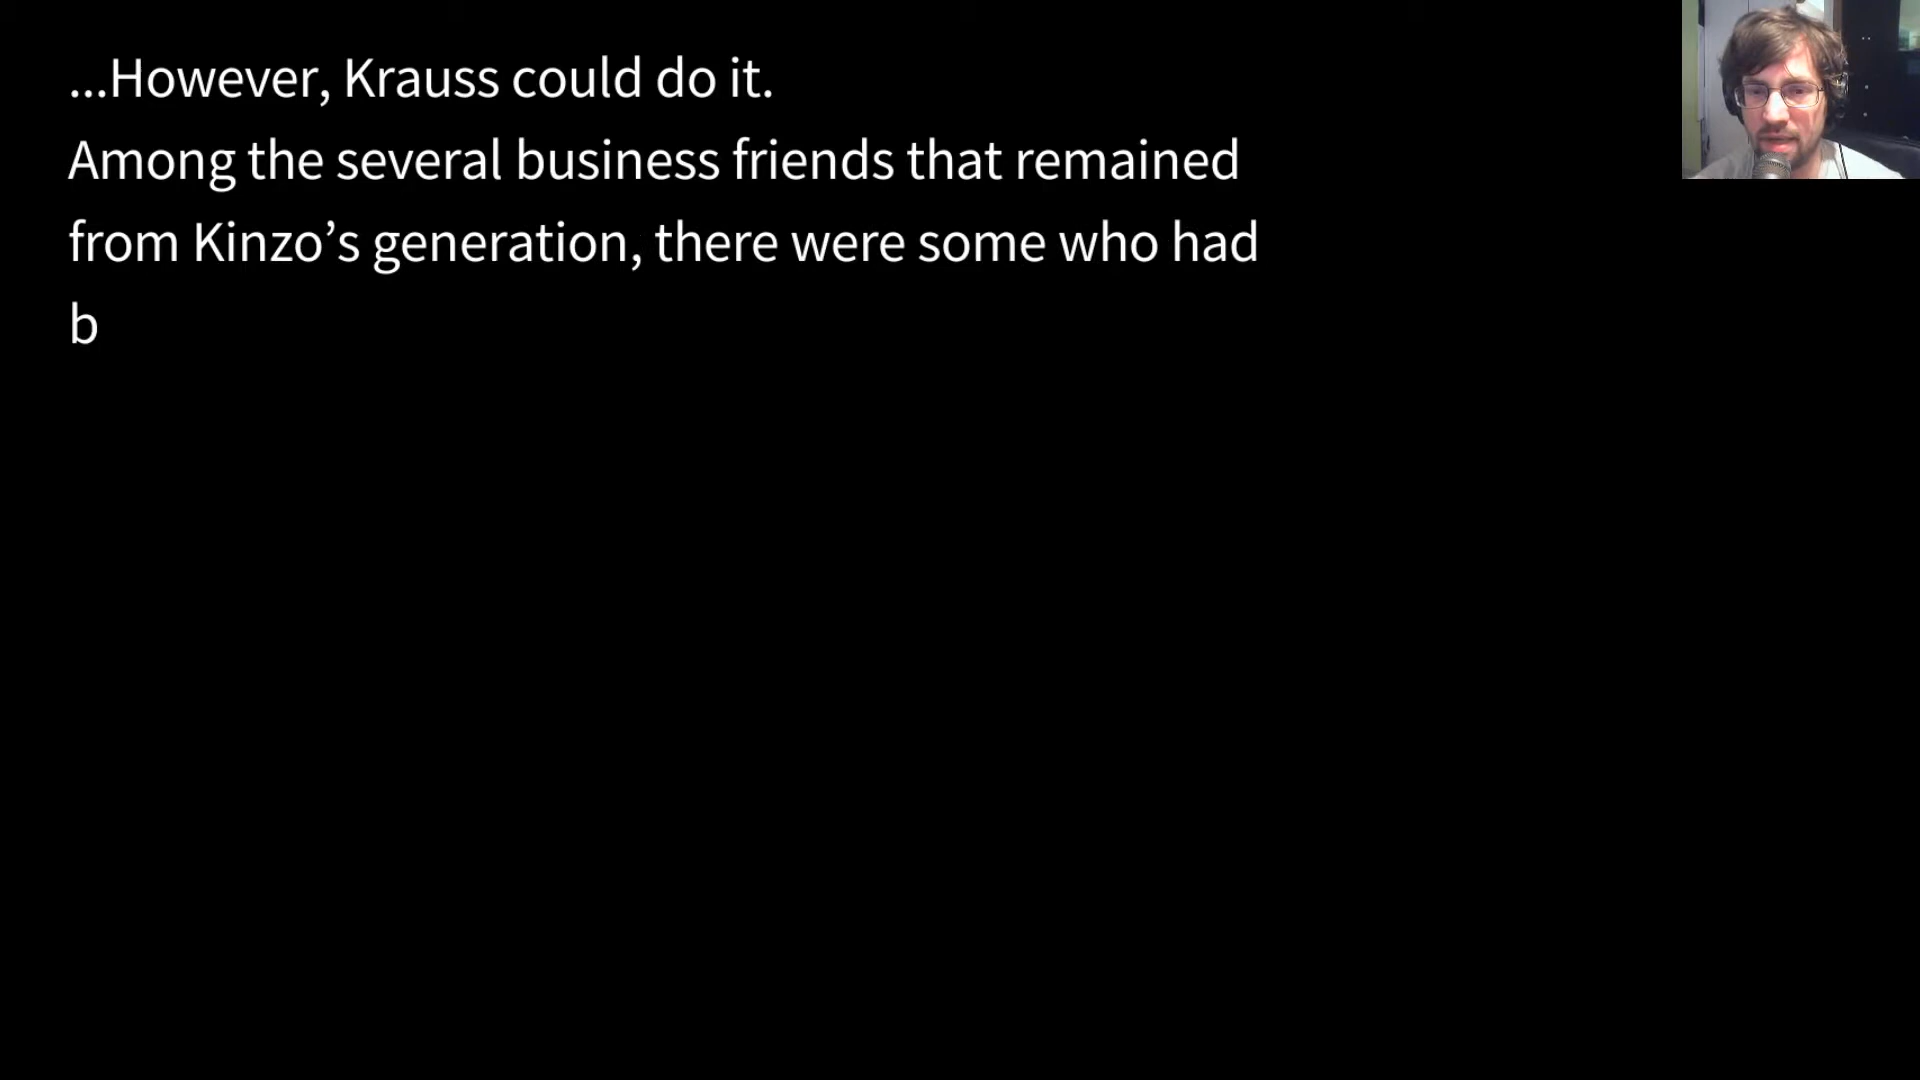 ...However, Krauss could do it.
Among the several business friends that remained
from Kinzo’s generation, there were some who had
b